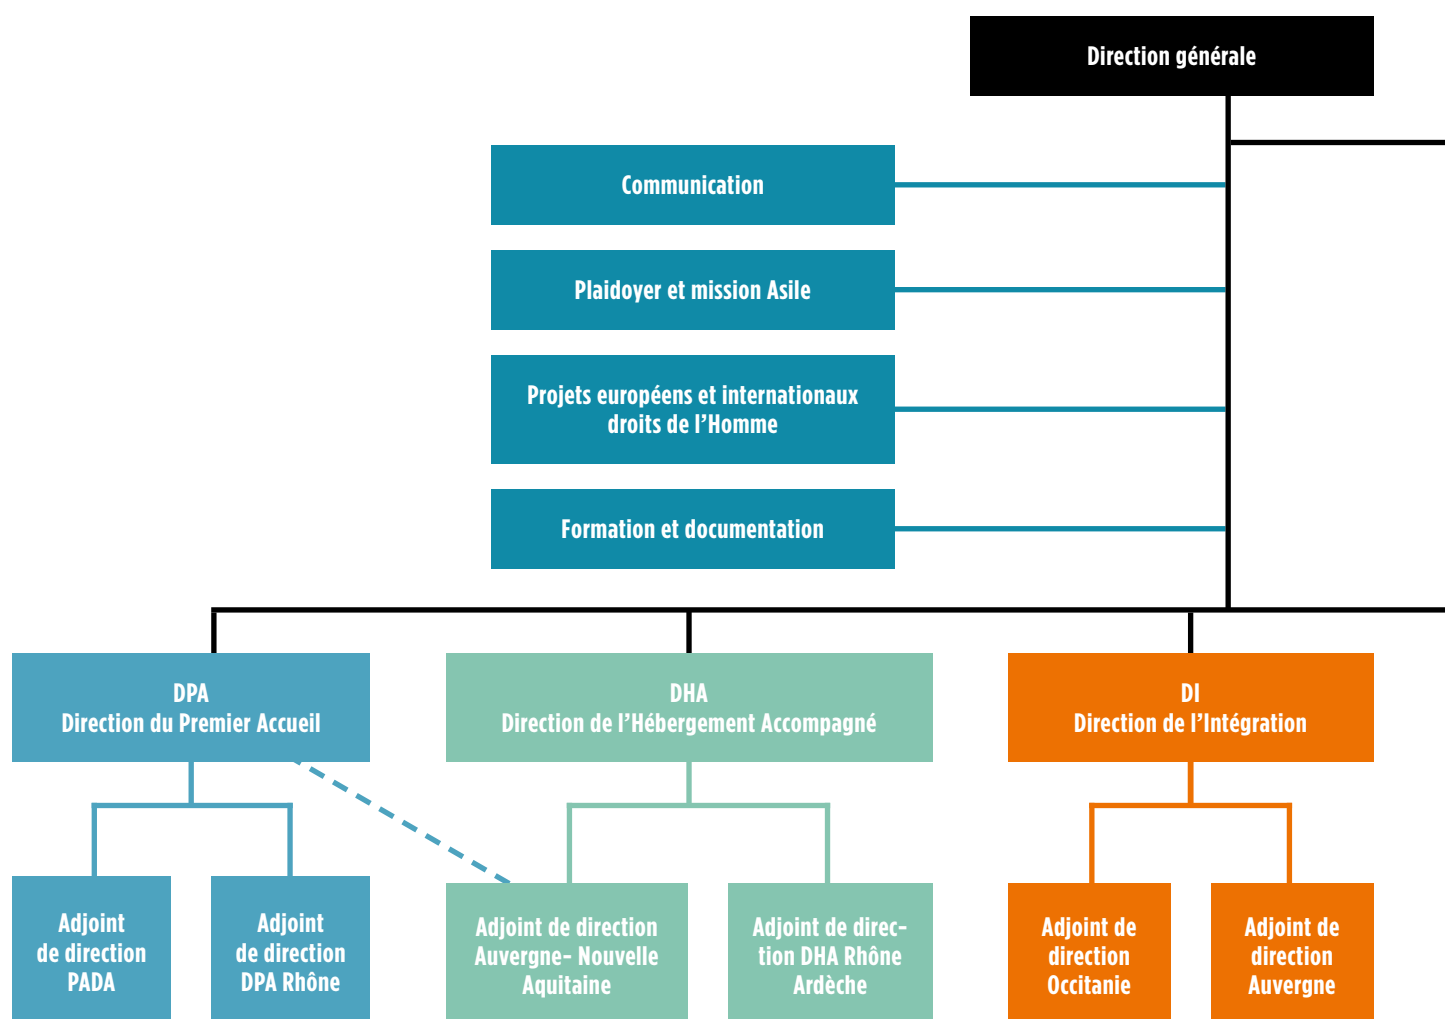 Direction générale
Communication
Plaidoyer et mission Asile
Projets européens et internationaux
droits de l’Homme
Formation et documentation
DPA
Direction du Premier Accueil
DHA
Direction de l’Hébergement Accompagné
DI
Direction de l’Intégration
Adjoint
de direction
PADA
Adjoint
de direction
DPA Rhône
Adjoint de direction
Auvergne- Nouvelle
Aquitaine
Adjoint de direc-
tion DHA Rhône
Ardèche
Adjoint de
direction
Occitanie
Adjoint de
direction
Auvergne